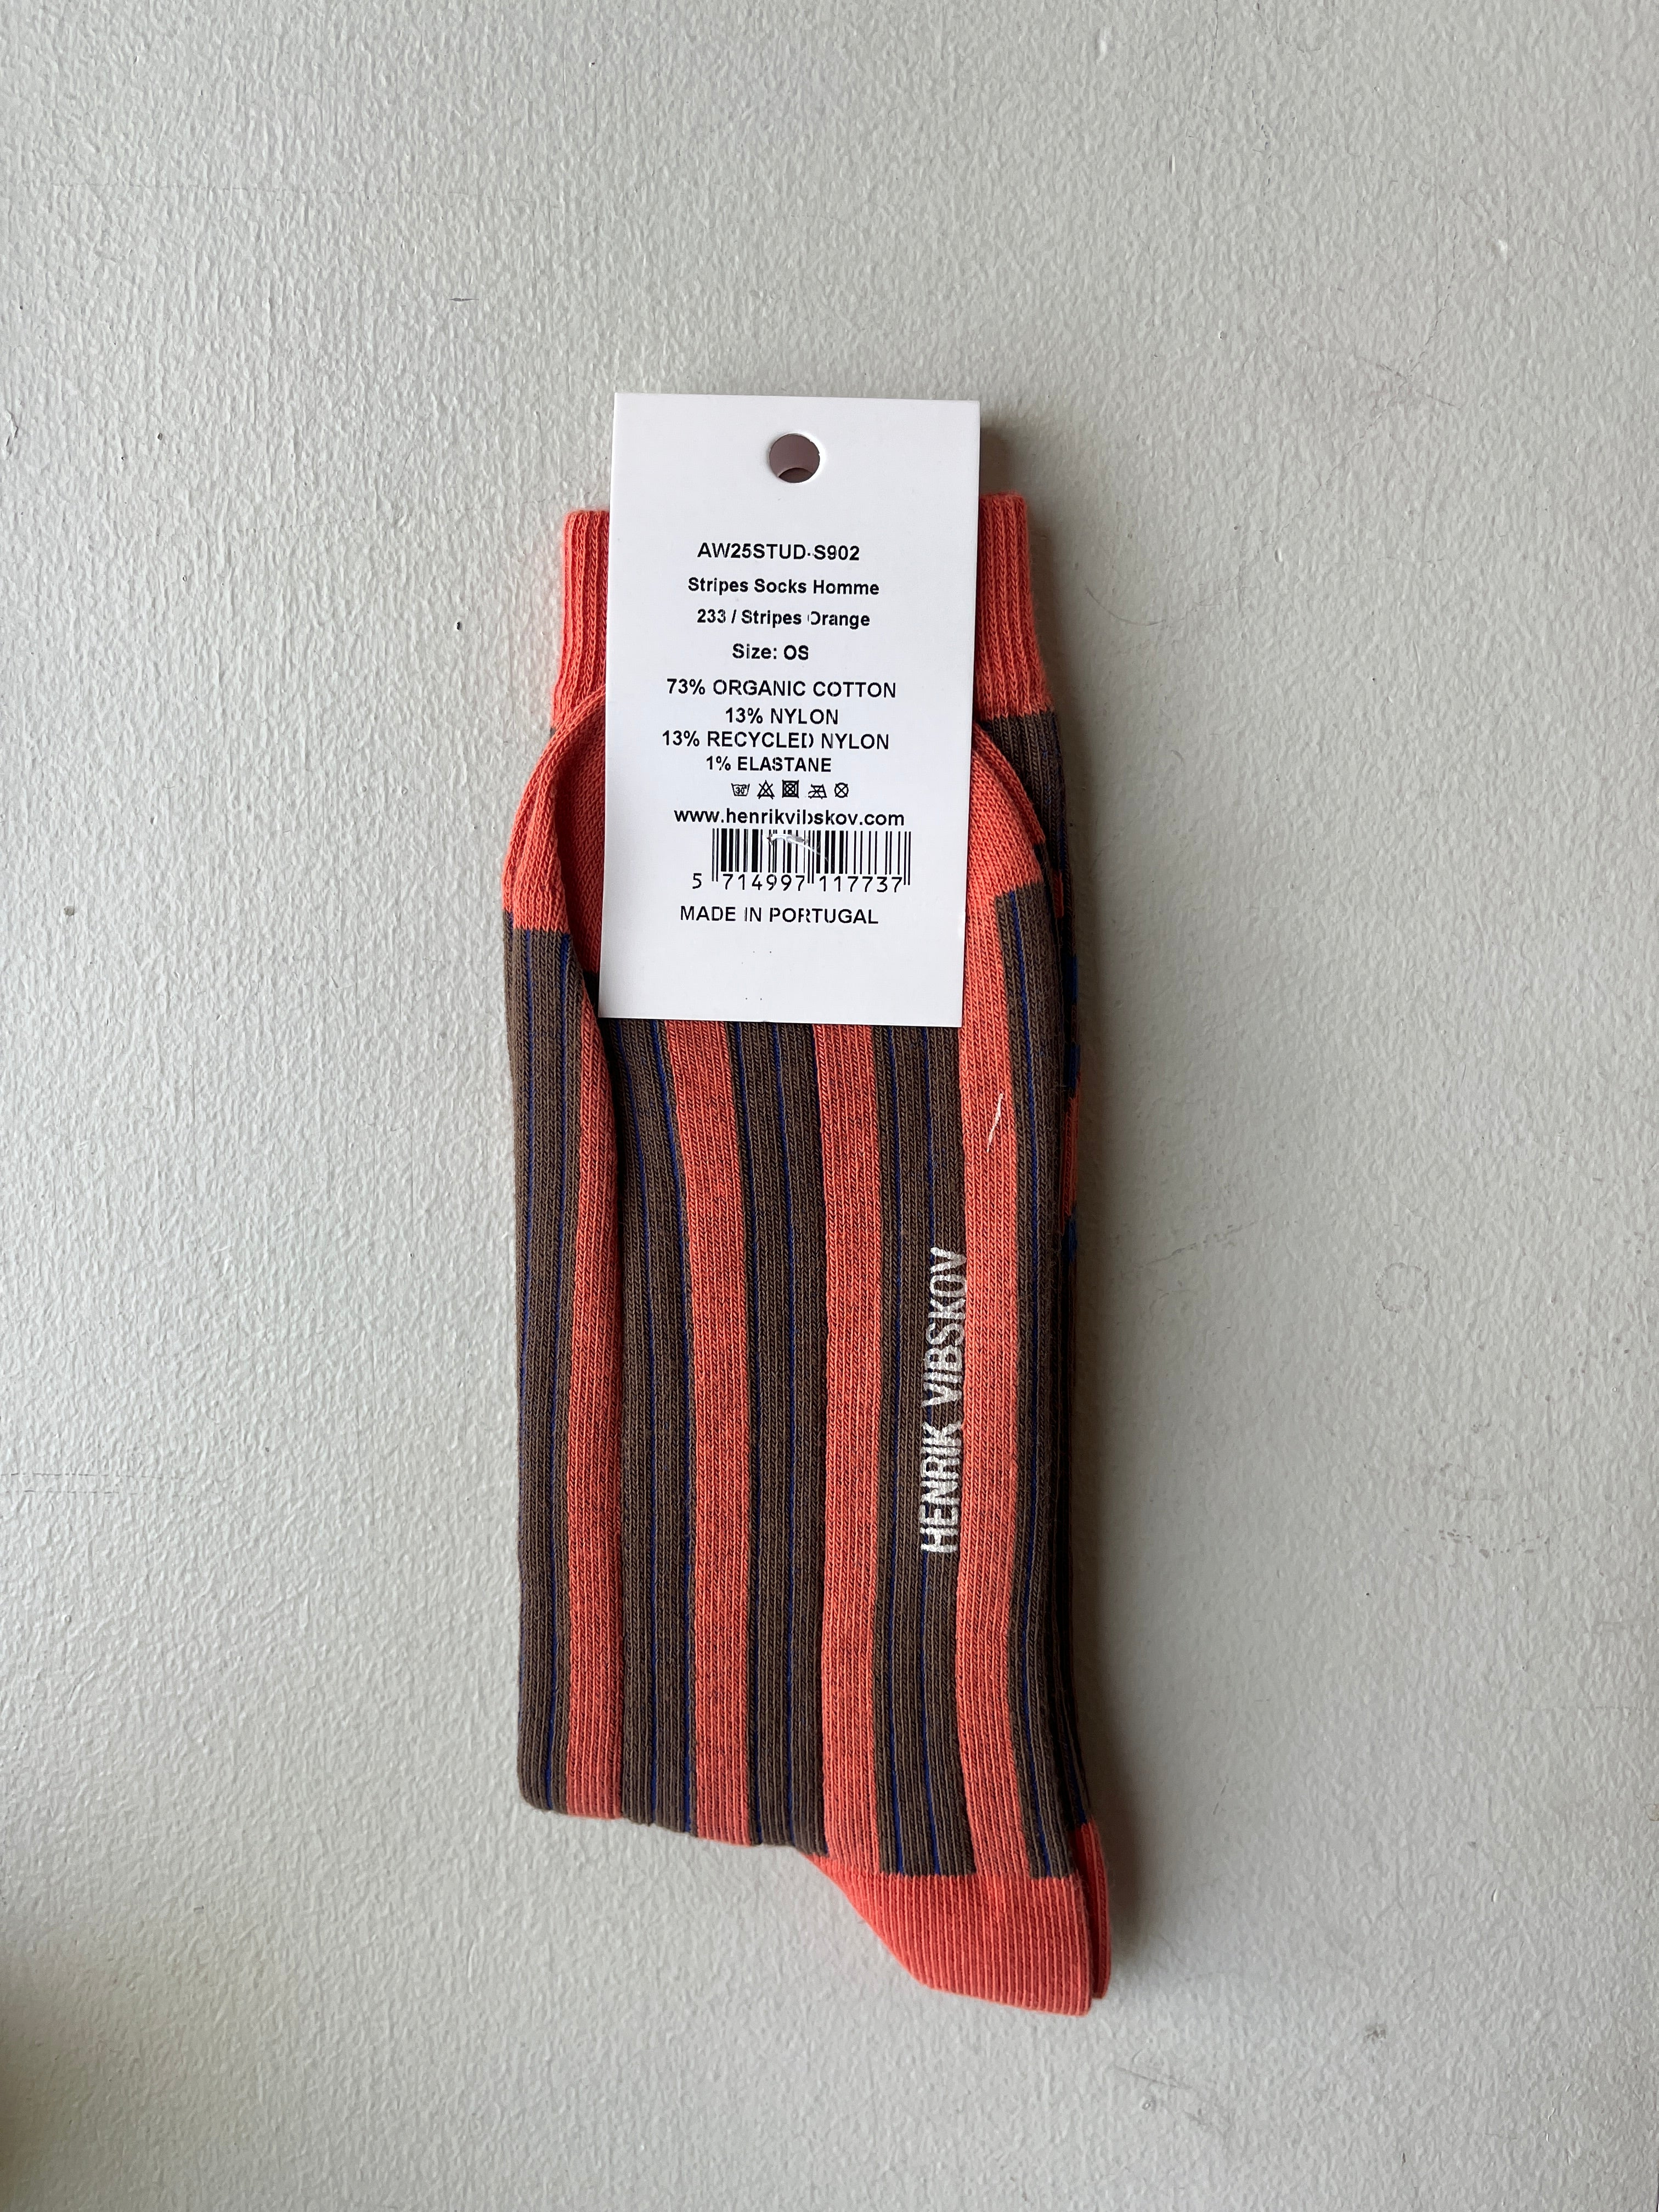 AW25STUD-S902
Stripes Socks Homme
233 / Stripes Orange
Size: OS
73% ORGANIC COTTON
13% NYLON
13% RECYCLED NYLON
1% ELASTANE
30°
www.henrikvibskov.com
5 714997 117737
MADE IN PORTUGAL
HENRIK VIBSKOV